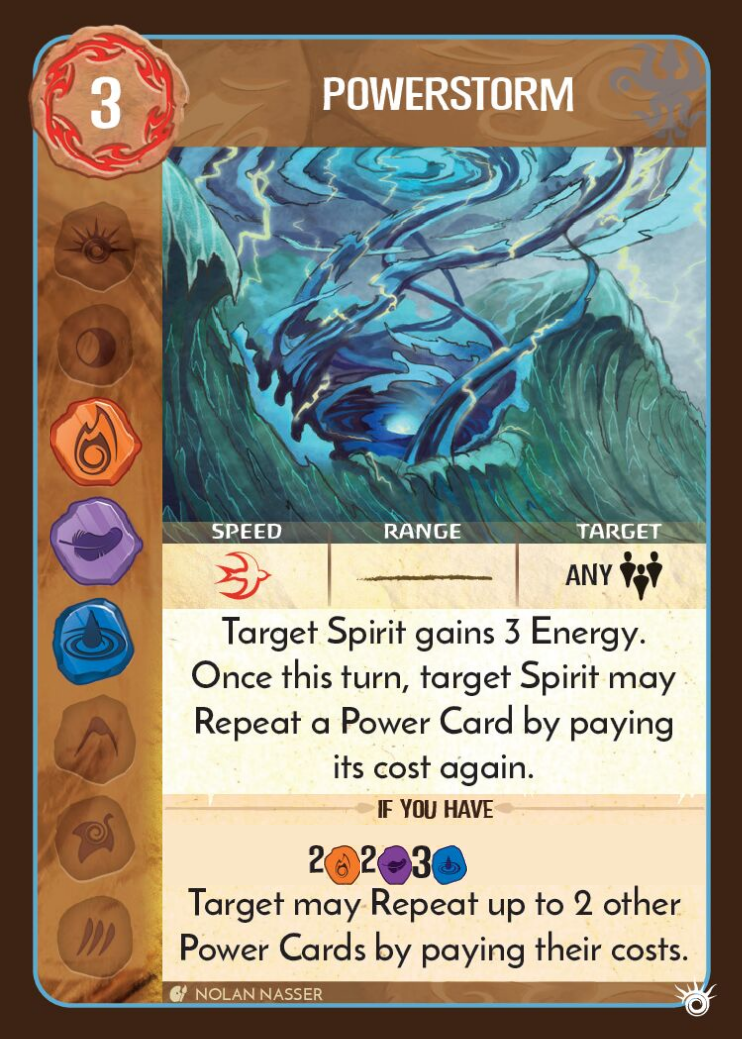 3
POWERSTORM
SPEED RANGE TARGET
ANY
Target Spirit gains 3 Energy.
Once this turn, target Spirit may
Repeat a Power Card by paying
its cost again.
IF YOU HAVE
2 2 3
Target may Repeat up to 2 other
Power Cards by paying their costs.
NOLAN NASSER